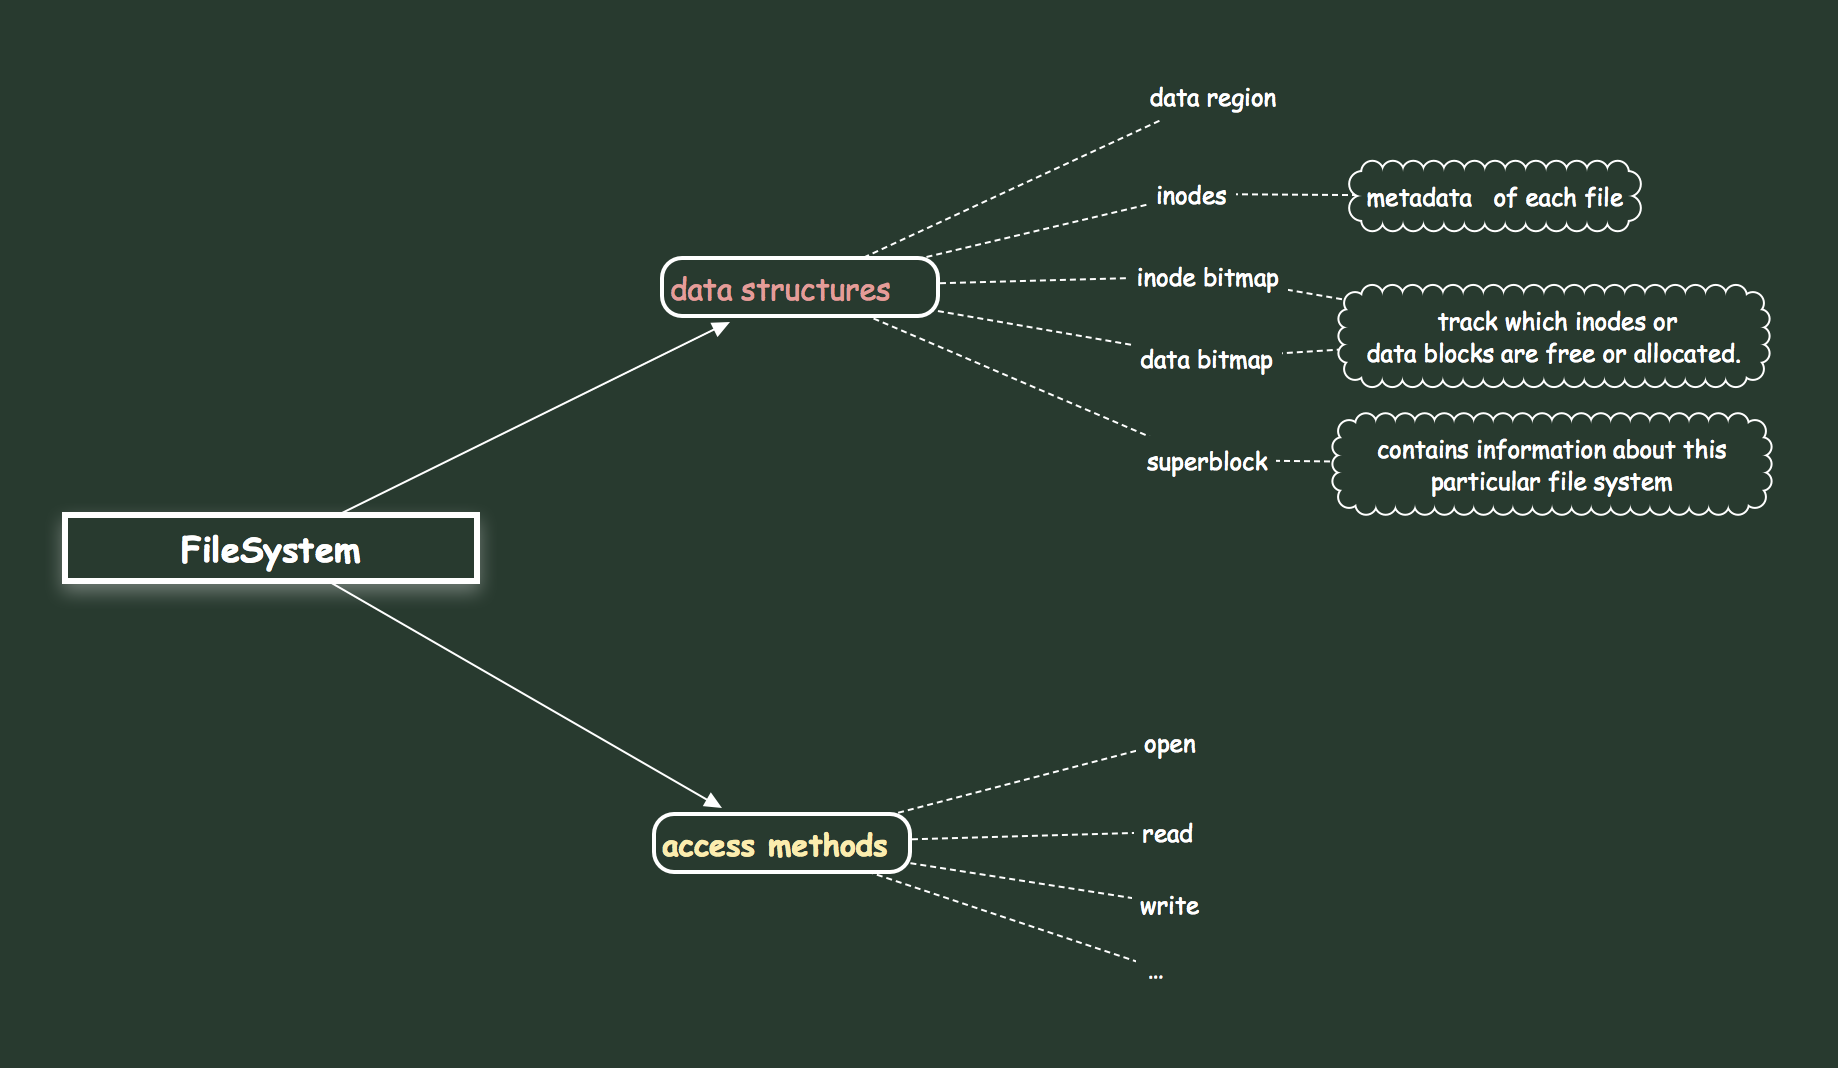 data region
inodes
metadata of each file
data structures
inode bitmap
track which inodes or
data blocks are free or allocated.
data bitmap
superblock
contains information about this
particular file system
FileSystem
open
access methods
read
write
...